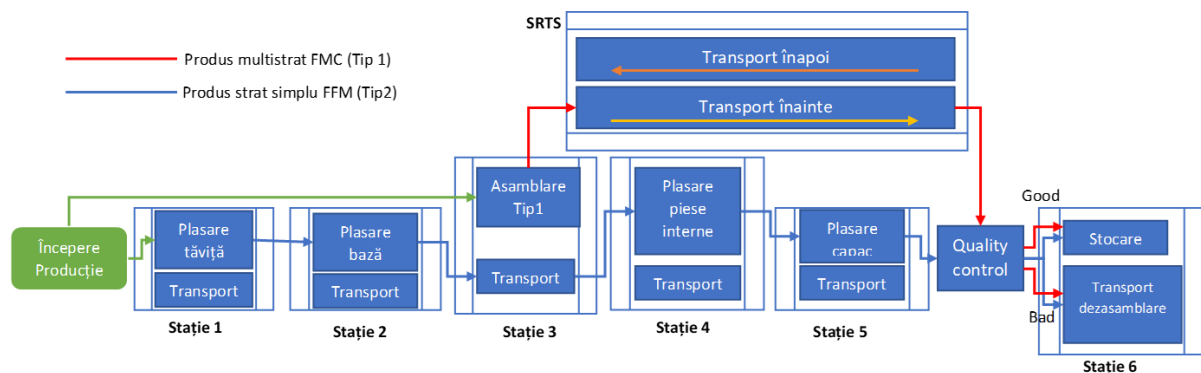 SRTS
Produs multistrat FMC (Tip 1)
Produs strat simplu FFM (Tip2)
Transport înapoi
Transport înainte
Începere
Producție
Plasare
tăviță
Transport
Stație 1
Plasare
bază
Transport
Stație 2
Asamblare
Tip1
Transport
Stație 3
Plasare
piese
interne
Transport
Stație 4
Plasare
capac
Transport
Stație 5
Quality
control
Good
Bad
Stocare
Transport
dezasamblare
Statie 6